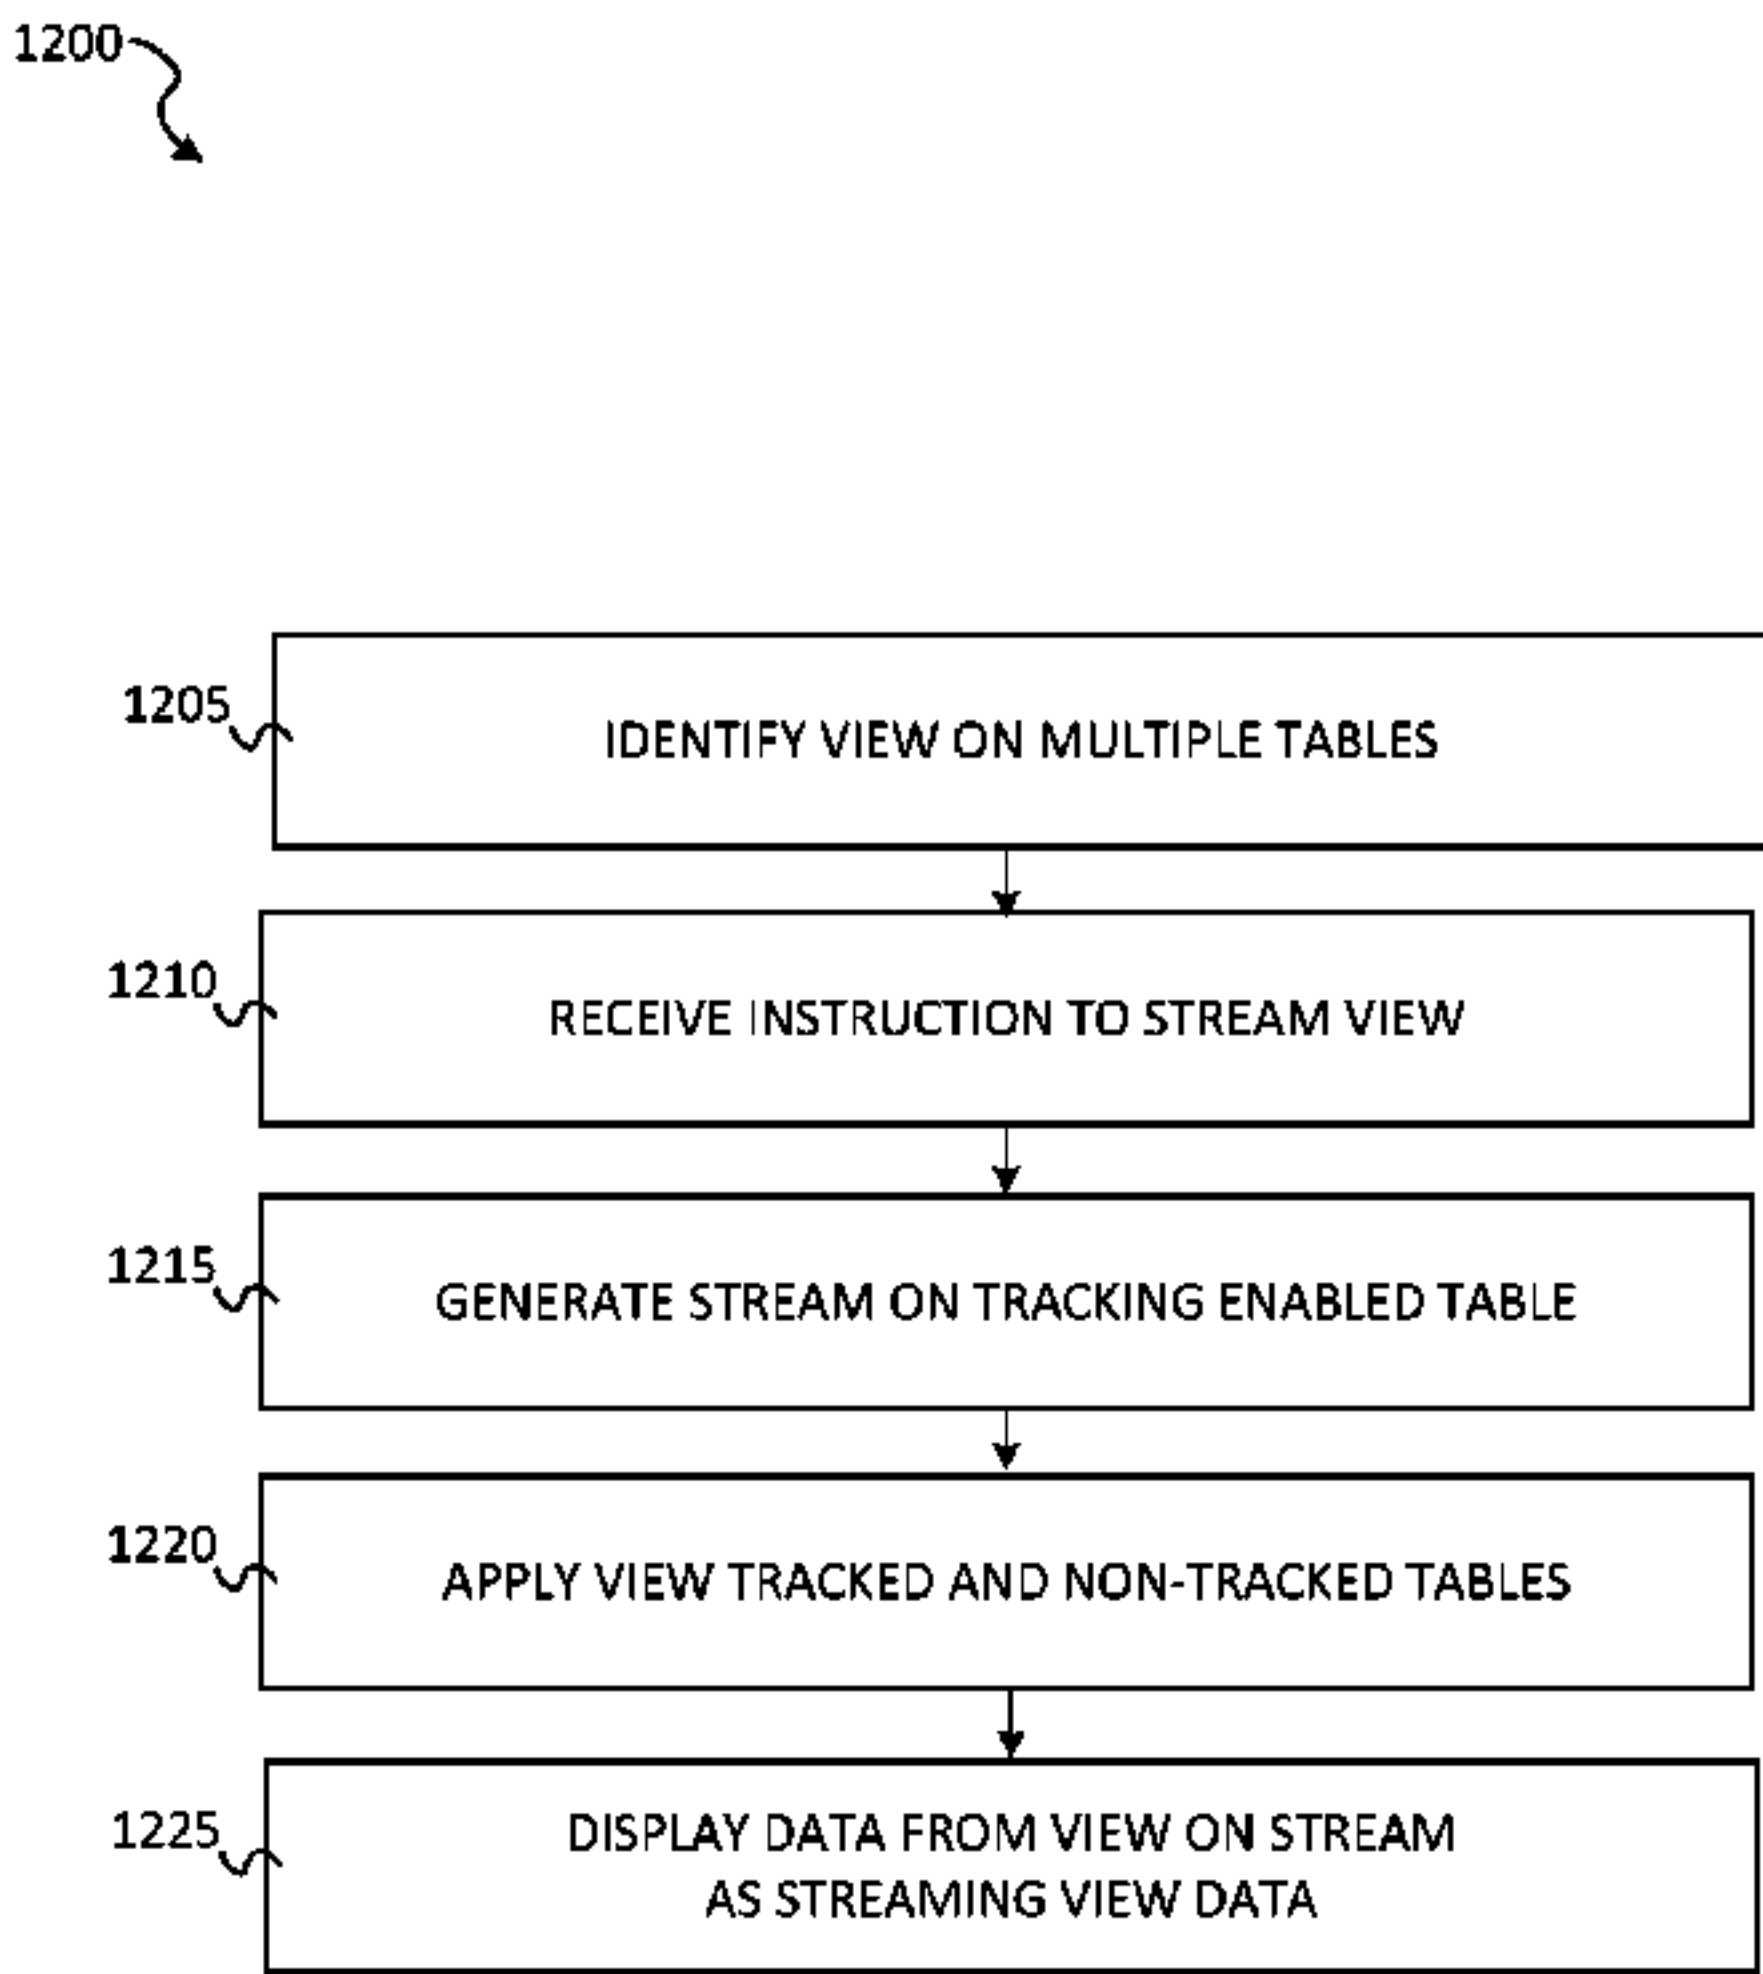 1200
1205
IDENTIFY VIEW ON MULTIPLE TABLES
1210
RECEIVE INSTRUCTION TO STREAM VIEW
1215
GENERATE STREAM ON TRACKING ENABLED TABLE
1220
APPLY VIEW TRACKED AND NON-TRACKED TABLES
1225
DISPLAY DATA FROM VIEW ON STREAM
AS STREAMING VIEW DATA